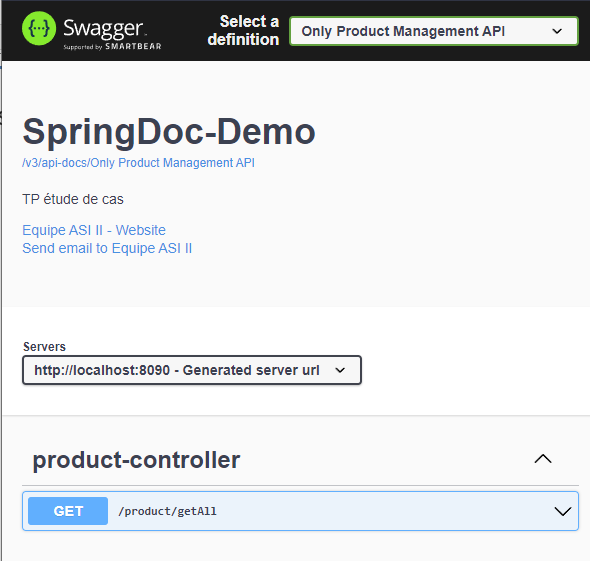 Swagger
Supported by SMARTBEAR
Select a
definition
Only Product Management API
SpringDoc-Demo
/v3/api-docs/Only Product Management API
TP étude de cas
Equipe ASI II - Website
Send email to Equipe ASI II
Servers
http://localhost:8090 - Generated server url
product-controller
GET /product/getAll